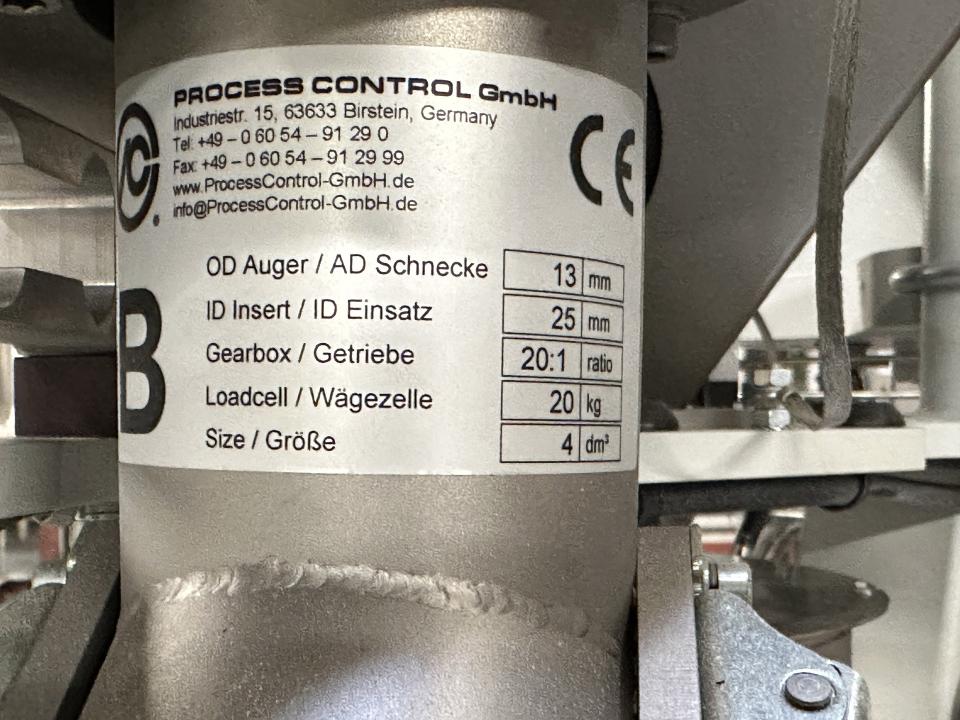 PROCESS CONTROL GmbH
Industriestr. 15, 63633 Birstein, Germany
Tel: +49 – 0 60 54 – 91 29 0
Fax: +49 – 0 60 54 – 91 29 99
www.ProcessControl-GmbH.de
info@ProcessControl-GmbH.de
CE
B
OD Auger / AD Schnecke 13 mm
ID Insert / ID Einsatz 25 mm
Gearbox / Getriebe 20:1 ratio
Loadcell / Wägezelle 20 kg
Size / Größe 4 dm³